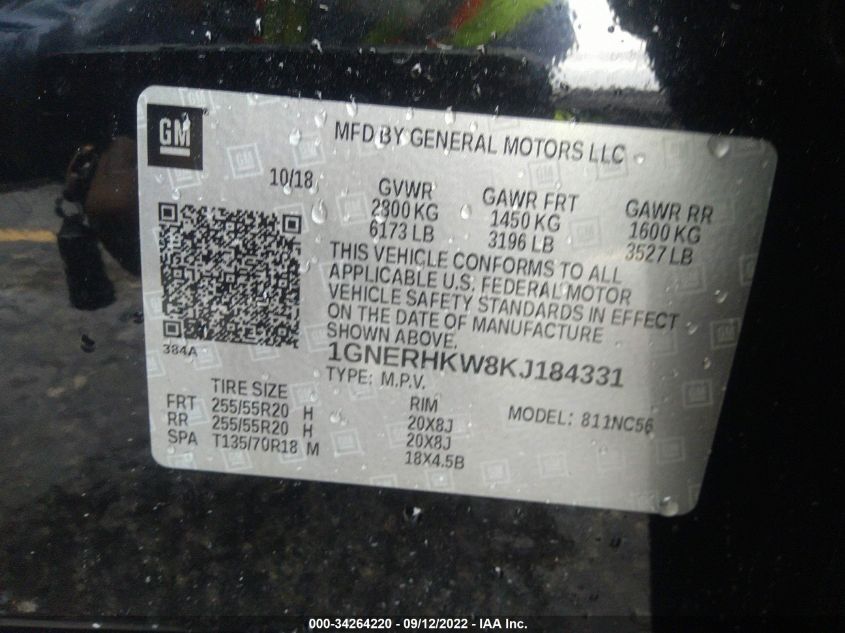 GM
MFD BY GENERAL MOTORS LLC
10/18
GVWR
2800 KG
6173 LB
GAWR FRT
1450 KG
3196 LB
GAWR RR
1600 KG
3527 LB
THIS VEHICLE CONFORMS TO ALL
APPLICABLE U.S. FEDERAL MOTOR
VEHICLE SAFETY STANDARDS IN EFFECT
ON THE DATE OF MANUFACTURE
SHOWN ABOVE.
384A
1GNERHKW8KJ184331
TYPE: M.P.V.
MODEL: 811NC56
TIRE SIZE RIM
FRT 255/55R20 H 20X8J
RR 255/55R20 H 20X8J
SPA T135/70R18 M 18X4.5B
000-34264220 - 09/12/2022 - IAA Inc.